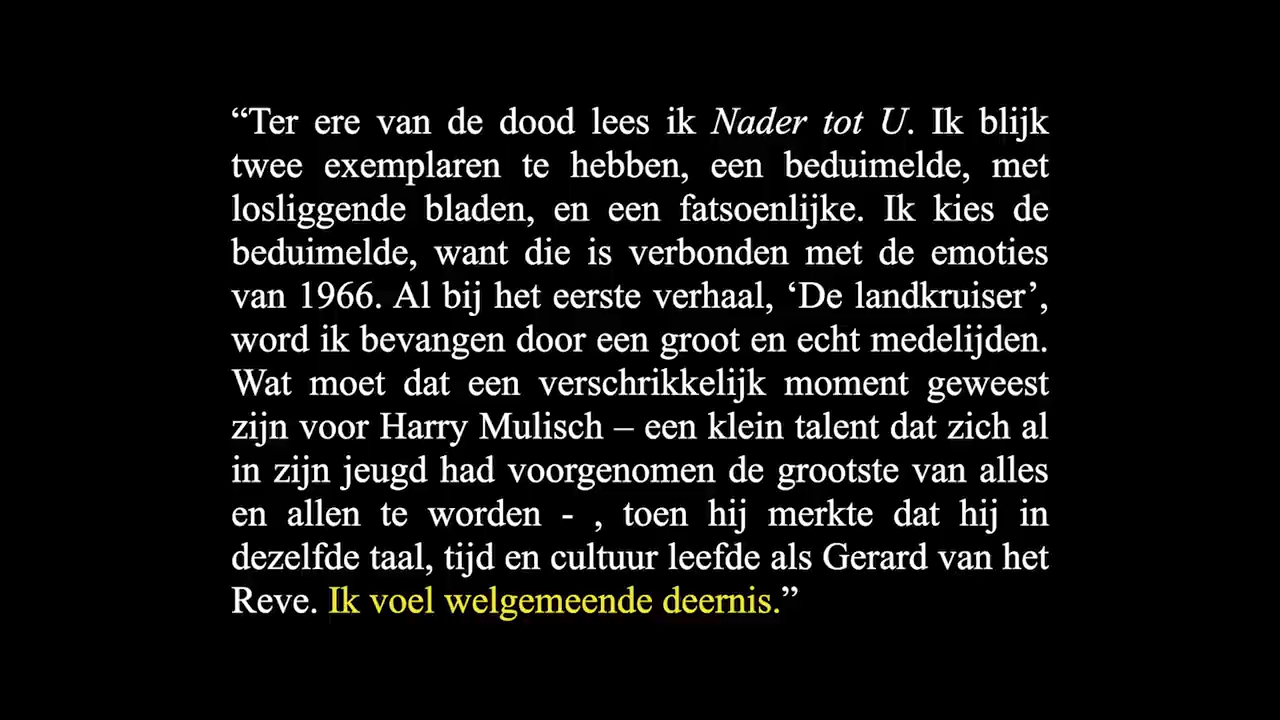 “Ter ere van de dood lees ik Nader tot U. Ik blijk
twee exemplaren te hebben, een beduimelde, met
losliggende bladen, en een fatsoenlijke. Ik kies de
beduimelde, want die is verbonden met de emoties
van 1966. Al bij het eerste verhaal, ‘De landkruiser’,
word ik bevangen door een groot en echt medelijden.
Wat moet dat een verschrikkelijk moment geweest
zijn voor Harry Mulisch – een klein talent dat zich al
in zijn jeugd had voorgenomen de grootste van alles
en allen te worden - , toen hij merkte dat hij in
dezelfde taal, tijd en cultuur leefde als Gerard van het
Reve. Ik voel welgemeende deernis.”